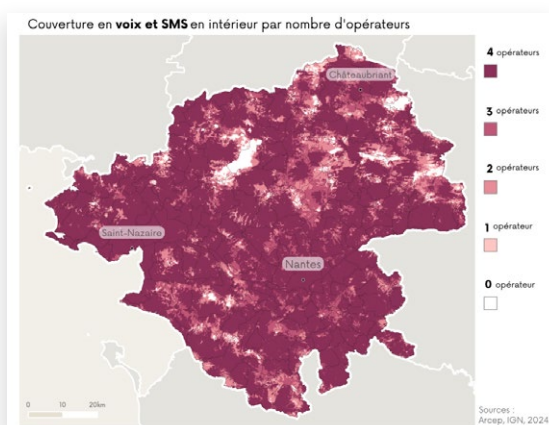 Couverture en voix et SMS en intérieur par nombre d'opérateurs
4 opérateurs
Châteaubriant
3 opérateurs
2 opérateurs
Saint-Nazaire
1 opérateur
Nantes
0 opérateur
0 10 20km
Sources :
Arcep, IGN, 2024